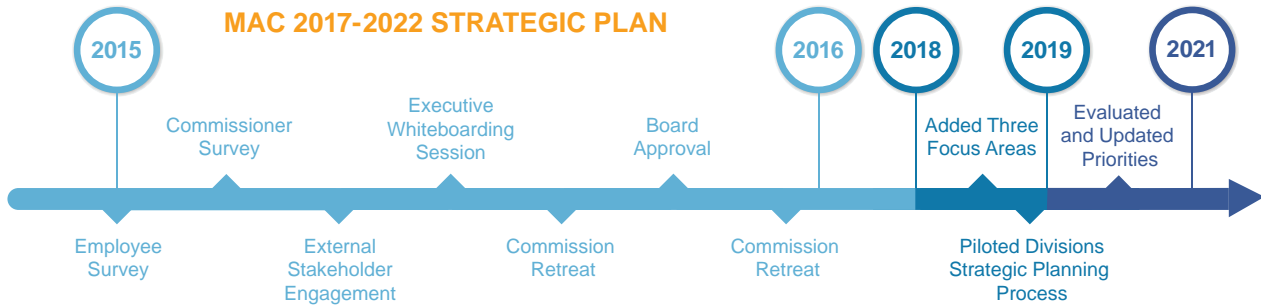 MAC 2017-2022 STRATEGIC PLAN
2015
2016
2018
2019
2021
Commissioner
Survey
Executive
Whiteboarding
Session
Board
Approval
Added Three
Focus Areas
Evaluated
and Updated
Priorities
Employee
Survey
External
Stakeholder
Engagement
Commission
Retreat
Commission
Retreat
Piloted Divisions
Strategic Planning
Process